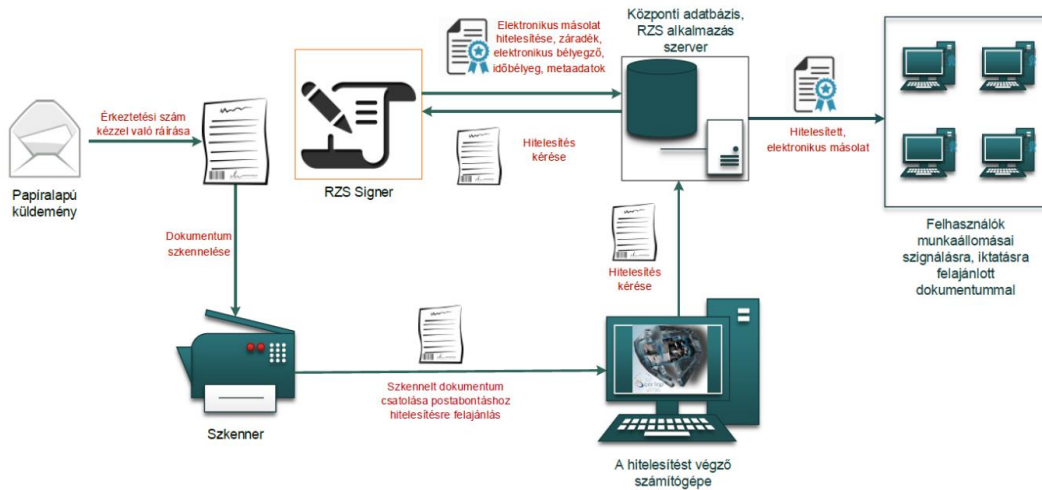 Elektronikus másolat
hitelesítése, záradék,
elektronikus bélyegző,
időbélyeg, metaadatok
Központi adatbázis,
RZS alkalmazás
szerver
Érkeztetési szám
kézzel való ráírása
Papíralapú
küldemény
RZS Signer
Hitelesítés
kérése
Hitelesített,
elektronikus másolat
Felhasználók
munkaállomásai
szignálásra, iktatásra
felajánlott
dokumentummal
Dokumentum
szkennelése
Hitelesítés
kérése
Szkennelt dokumentum
csatolása postabontáshoz
hitelesítésre felajánlás
Szkenner
A hitelesítést végző
számítógépe